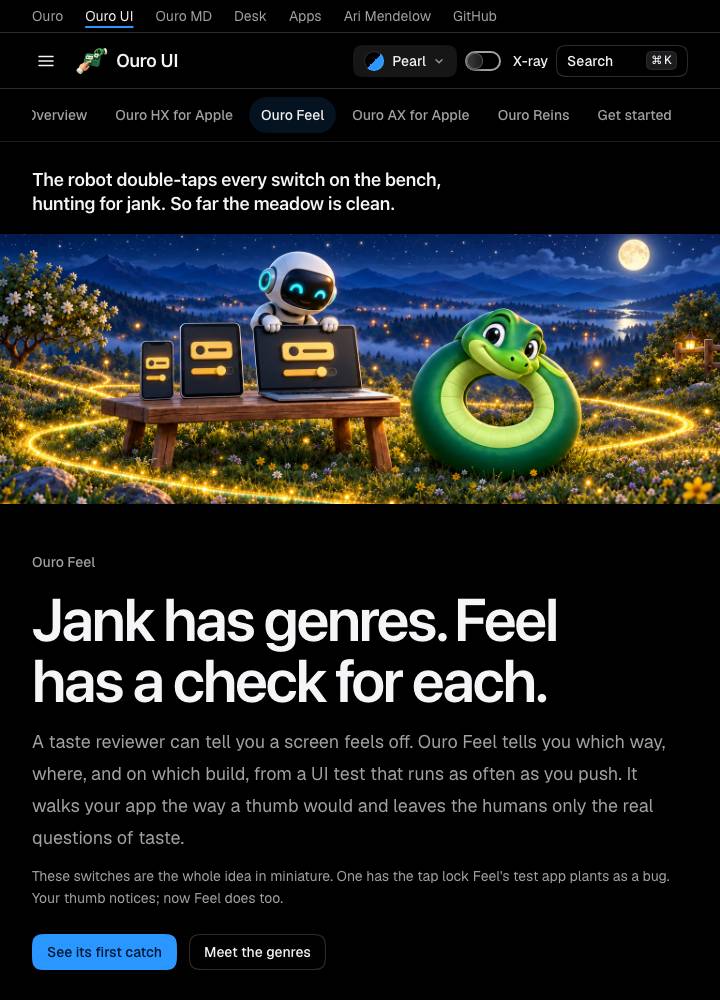 Ouro Ouro UI Ouro MD Desk Apps Ari Mendelow GitHub
Ouro UI Pearl X-ray Search ⌘K
Overview Ouro HX for Apple Ouro Feel Ouro AX for Apple Ouro Reins Get started
The robot double-taps every switch on the bench,
hunting for jank. So far the meadow is clean.
Ouro Feel
Jank has genres. Feel
has a check for each.
A taste reviewer can tell you a screen feels off. Ouro Feel tells you which way,
where, and on which build, from a UI test that runs as often as you push. It
walks your app the way a thumb would and leaves the humans only the real
questions of taste.
These switches are the whole idea in miniature. One has the tap lock Feel's test app plants as a bug.
Your thumb notices; now Feel does too.
See its first catch Meet the genres